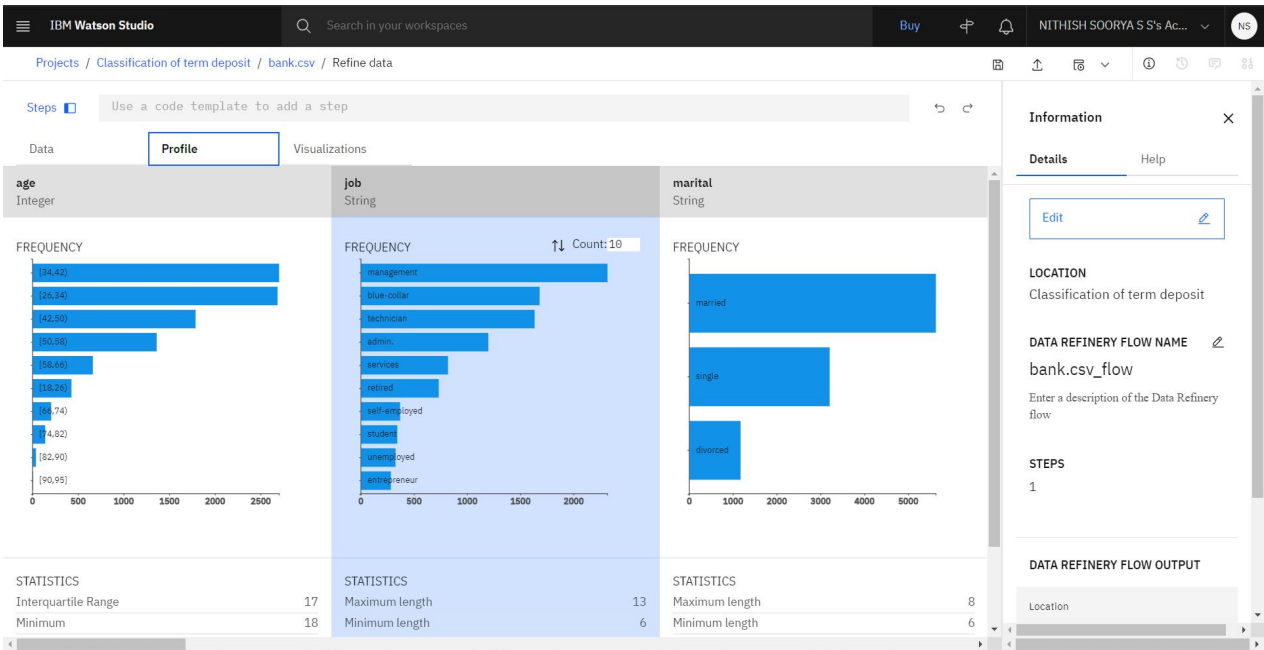 IBM Watson Studio
Search in your workspaces
Buy
NITHISH SOORYA S S's Ac...
NS
Projects / Classification of term deposit / bank.csv / Refine data
Steps
Use a code template to add a step
Data
Profile
Visualizations
age
Integer
FREQUENCY
[34,42)
[26,34)
[42,50)
[50,58)
[58,66)
[18,26)
[66,74)
[74,82)
[82,90)
[90,95]
0 500 1000 1500 2000 2500
STATISTICS
Interquartile Range 17
Minimum 18
job
String
FREQUENCY
Count: 10
management
blue-collar
technician
admin.
services
retired
self-employed
student
unemployed
entrepreneur
0 500 1000 1500 2000
STATISTICS
Maximum length 13
Minimum length 6
marital
String
FREQUENCY
married
single
divorced
0 1000 2000 3000 4000 5000
STATISTICS
Maximum length 8
Minimum length 6
Information
Details
Help
Edit
LOCATION
Classification of term deposit
DATA REFINERY FLOW NAME
bank.csv_flow
Enter a description of the Data Refinery
flow
STEPS
1
DATA REFINERY FLOW OUTPUT
Location